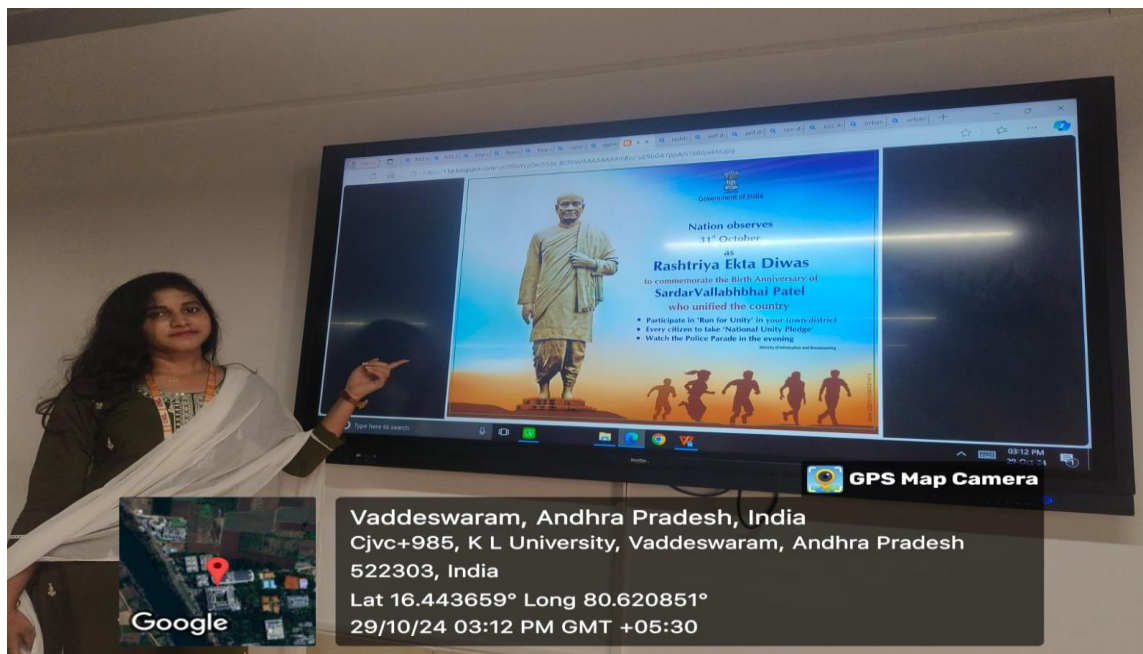 Government of India
Nation observes
31st October
as
Rashtriya Ekta Diwas
to commemorate the Birth Anniversary of
SardarVallabhbhai Patel
who unified the country
• Participate in 'Run for Unity' in your town/district
• Every citizen to take 'National Unity Pledge'
• Watch the Police Parade in the evening
Ministry of Information and Broadcasting
Type here to search
03:12 PM
29-Oct-24
GPS Map Camera
Vaddeswaram, Andhra Pradesh, India
Cjvc+985, K L University, Vaddeswaram, Andhra Pradesh
522303, India
Lat 16.443659° Long 80.620851°
29/10/24 03:12 PM GMT +05:30
Google